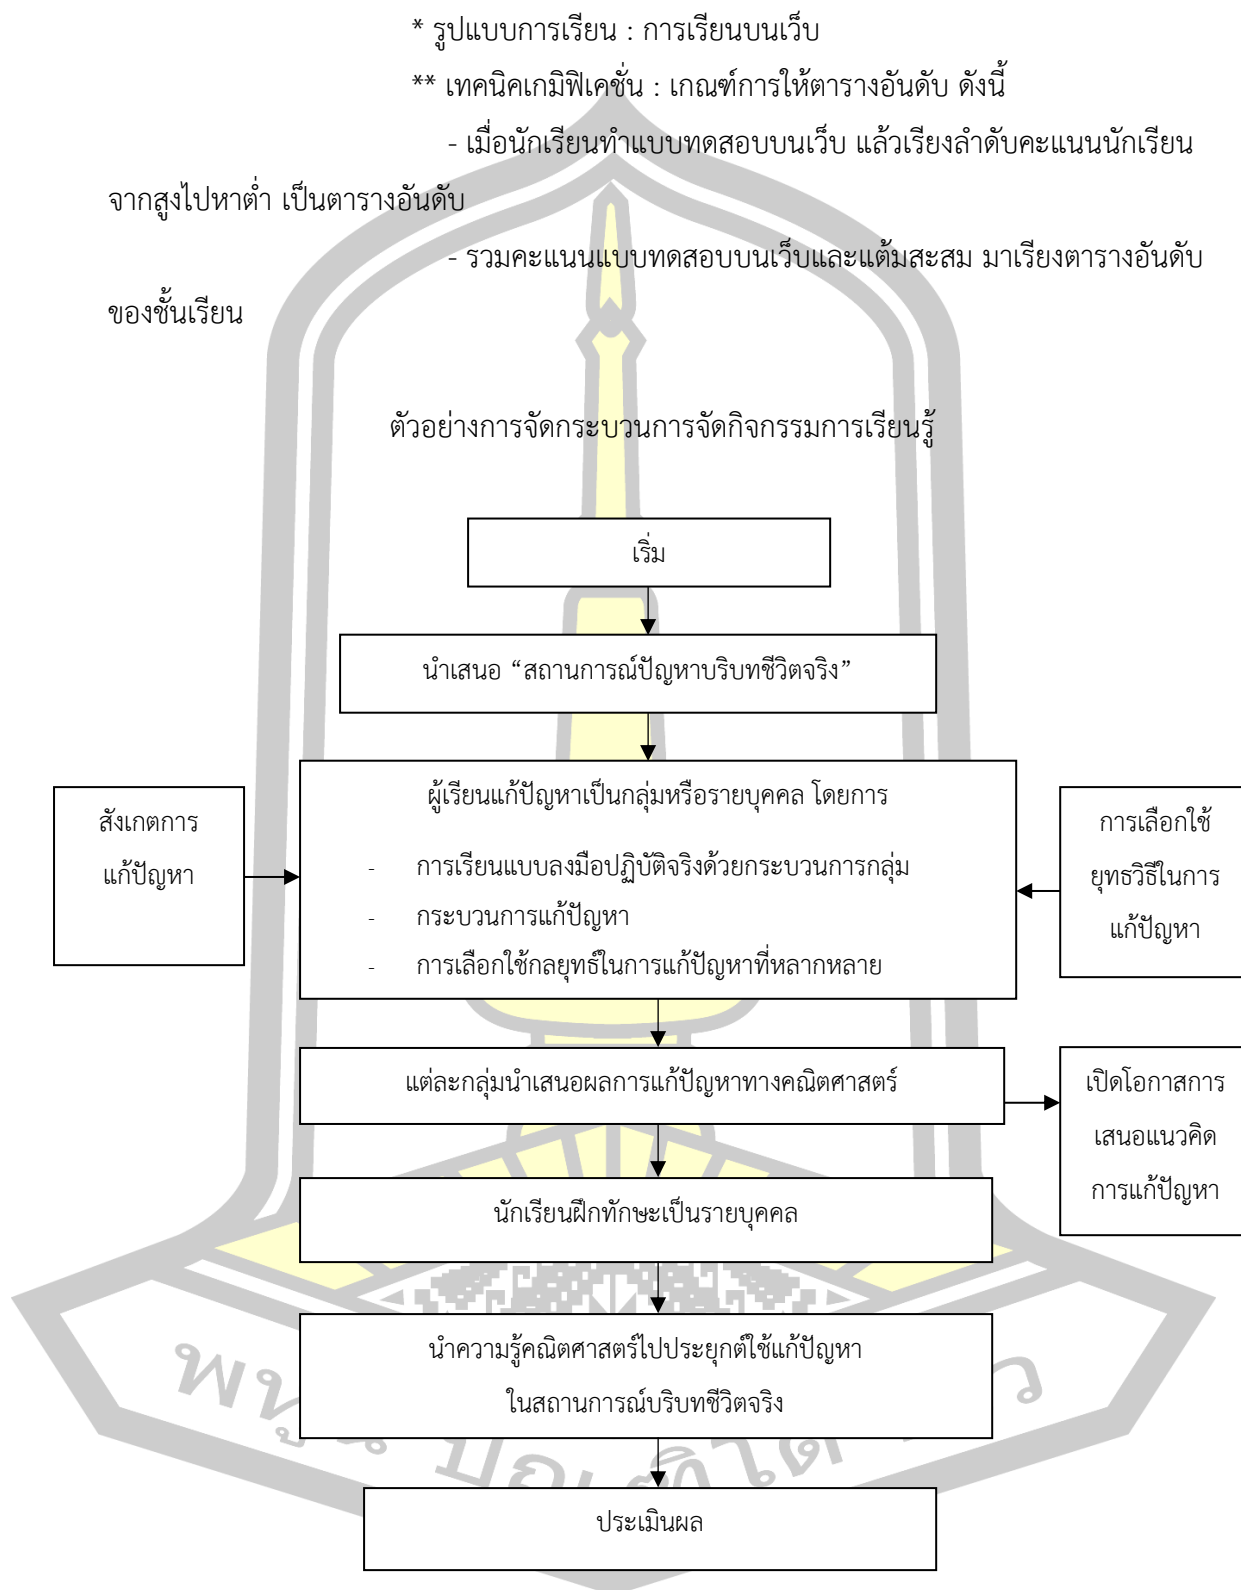 * รูปแบบการเรียน : การเรียนบนเว็บ
** เทคนิคเกมิฟิเคชั่น : เกณฑ์การให้ตารางอันดับ ดังนี้
- เมื่อนักเรียนทำแบบทดสอบบนเว็บ แล้วเรียงลำดับคะแนนนักเรียน
จากสูงไปหาต่ำ เป็นตารางอันดับ
- รวมคะแนนแบบทดสอบบนเว็บและแต้มสะสม มาเรียงตารางอันดับ
ของชั้นเรียน
ตัวอย่างการจัดกระบวนการจัดกิจกรรมการเรียนรู้
เริ่ม
นำเสนอ “สถานการณ์ปัญหาบริบทชีวิตจริง”
สังเกตการ
แก้ปัญหา
ผู้เรียนแก้ปัญหาเป็นกลุ่มหรือรายบุคคล โดยการ
- การเรียนแบบลงมือปฏิบัติจริงด้วยกระบวนการกลุ่ม
- กระบวนการแก้ปัญหา
- การเลือกใช้กลยุทธ์ในการแก้ปัญหาที่หลากหลาย
การเลือกใช้
ยุทธวิธีในการ
แก้ปัญหา
แต่ละกลุ่มนำเสนอผลการแก้ปัญหาทางคณิตศาสตร์
เปิดโอกาสการ
เสนอแนวคิด
การแก้ปัญหา
นักเรียนฝึกทักษะเป็นรายบุคคล
นำความรู้คณิตศาสตร์ไปประยุกต์ใช้แก้ปัญหา
ในสถานการณ์บริบทชีวิตจริง
ประเมินผล